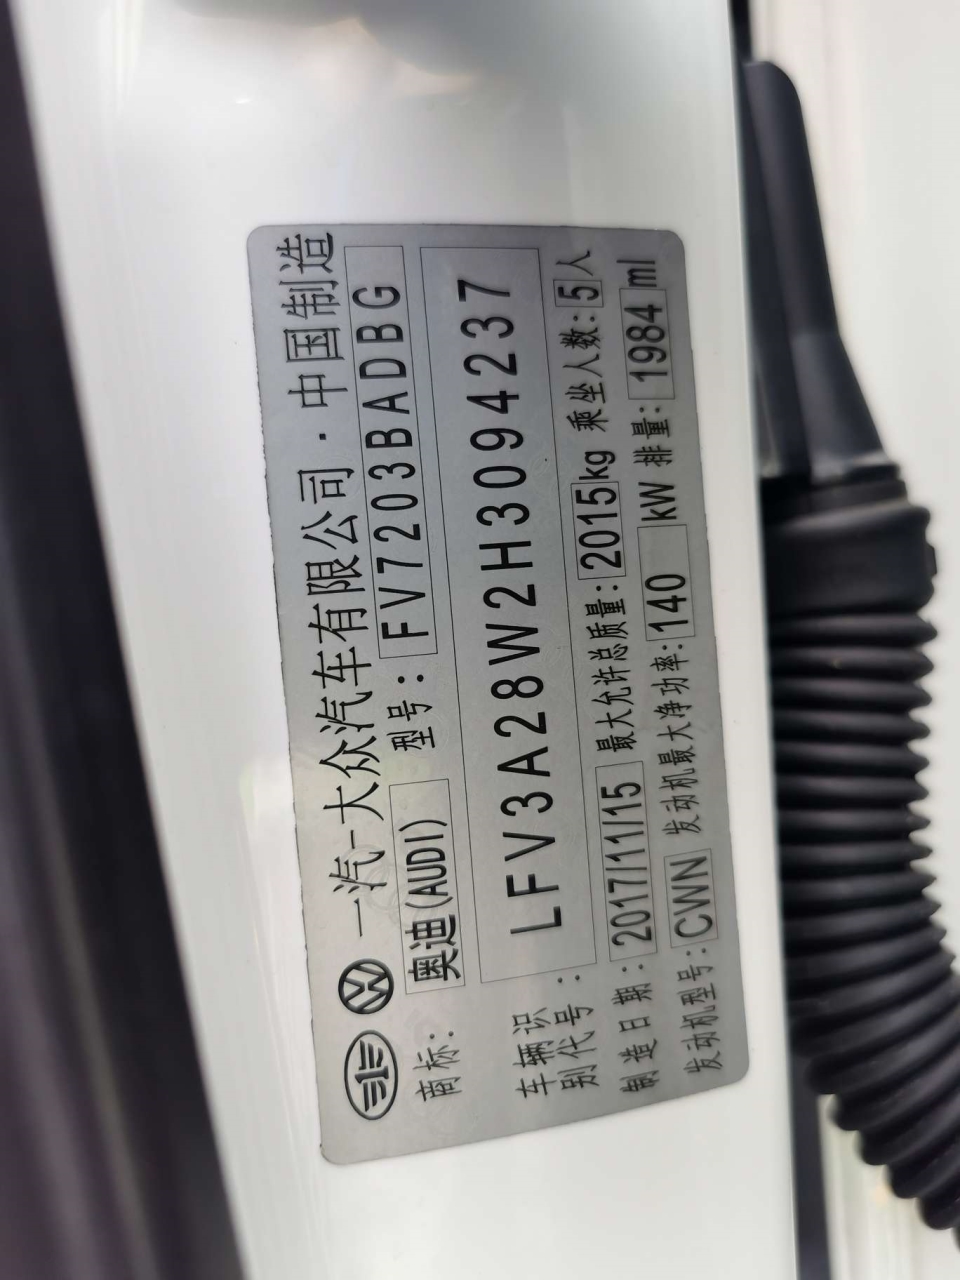 一汽-大众汽车有限公司·中国制造
商标: 奥迪(AUDI) 型号: FV7203BADBG
车辆识别代号: LFV3A28W2H3094237
制造日期: 2017/11/15 最大允许总质量: 2015kg 乘坐人数: 5人
发动机型号: CWN 发动机最大净功率: 140 kW 排量: 1984 ml